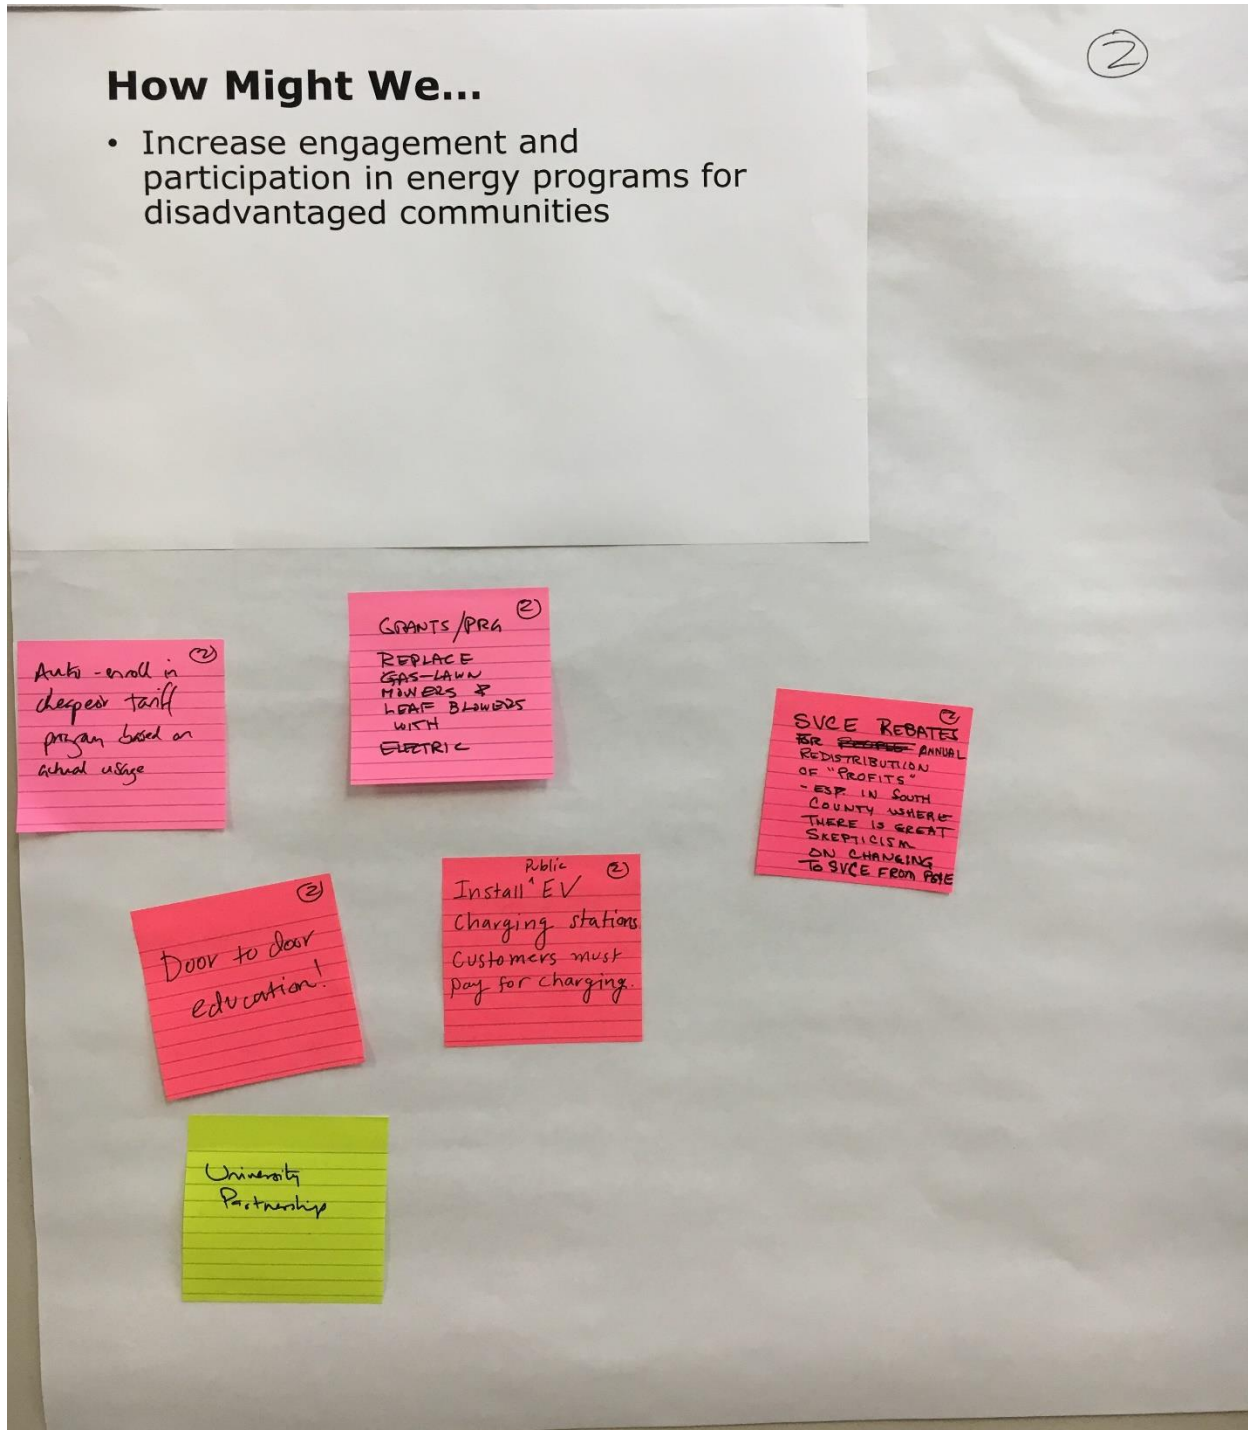 How Might We...
• Increase engagement and
participation in energy programs for
disadvantaged communities
2
2
Auto-enroll in
cheapest tariff
program based on
actual usage
2
GRANTS/PRG
REPLACE
GAS-LAWN
MOWERS &
LEAF BLOWERS
WITH
ELECTRIC
2
SVCE REBATES
FOR PEOPLE ANNUAL
REDISTRIBUTION
OF "PROFITS"
- ESP. IN SOUTH
COUNTY WHERE
THERE IS GREAT
SKEPTICISM
ON CHANGING
TO SVCE FROM PG&E
2
Door to door
education!
2
Public
Install ^ EV
Charging stations
Customers must
pay for charging.
University
Partnership